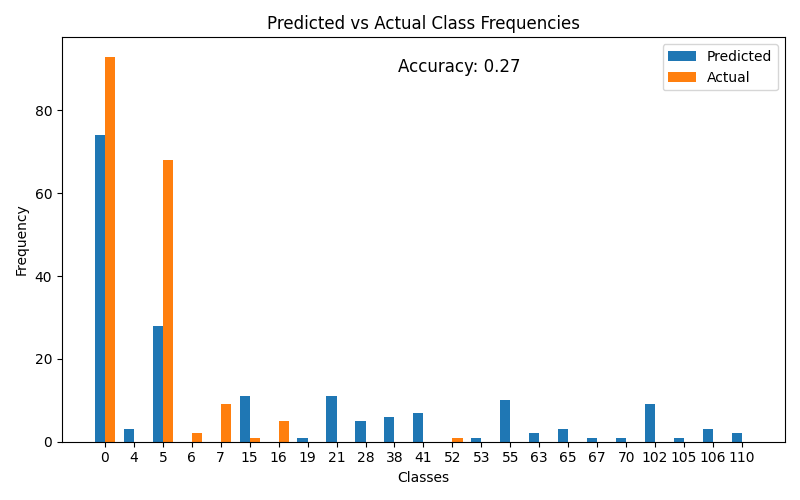 Predicted vs Actual Class Frequencies
Accuracy: 0.27
Predicted
Actual
Frequency
80
60
40
20
0
0 4 5 6 7 15 16 19 21 28 38 41 52 53 55 63 65 67 70 102 105 106 110
Classes